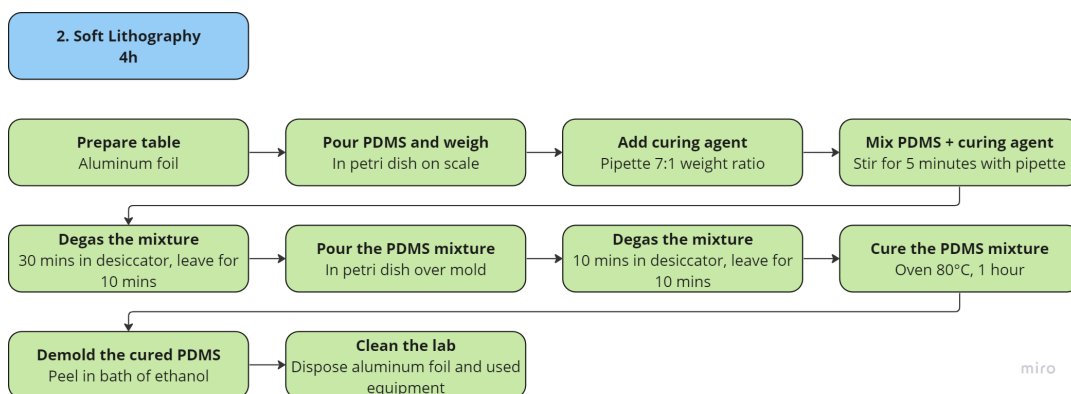 2. Soft Lithography
4h
Prepare table
Aluminum foil
Pour PDMS and weigh
In petri dish on scale
Add curing agent
Pipette 7:1 weight ratio
Mix PDMS + curing agent
Stir for 5 minutes with pipette
Degas the mixture
30 mins in desiccator, leave for
10 mins
Pour the PDMS mixture
In petri dish over mold
Degas the mixture
10 mins in desiccator, leave for
10 mins
Cure the PDMS mixture
Oven 80°C, 1 hour
Demold the cured PDMS
Peel in bath of ethanol
Clean the lab
Dispose aluminum foil and used
equipment
miro